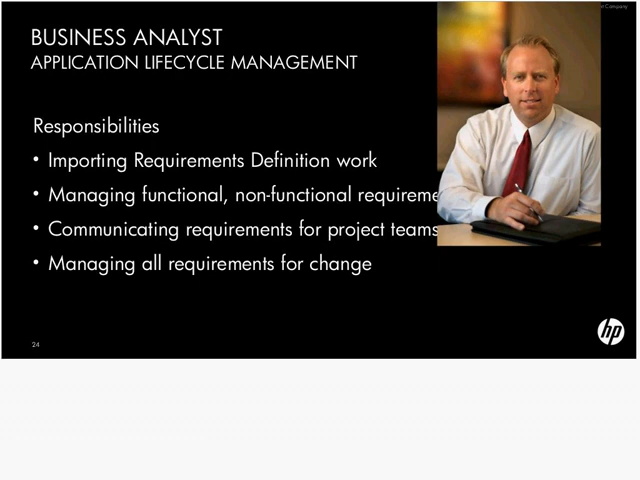 BUSINESS ANALYST
APPLICATION LIFECYCLE MANAGEMENT
Responsibilities
• Importing Requirements Definition work
• Managing functional, non-functional requireme
• Communicating requirements for project teams
• Managing all requirements for change
hp
24